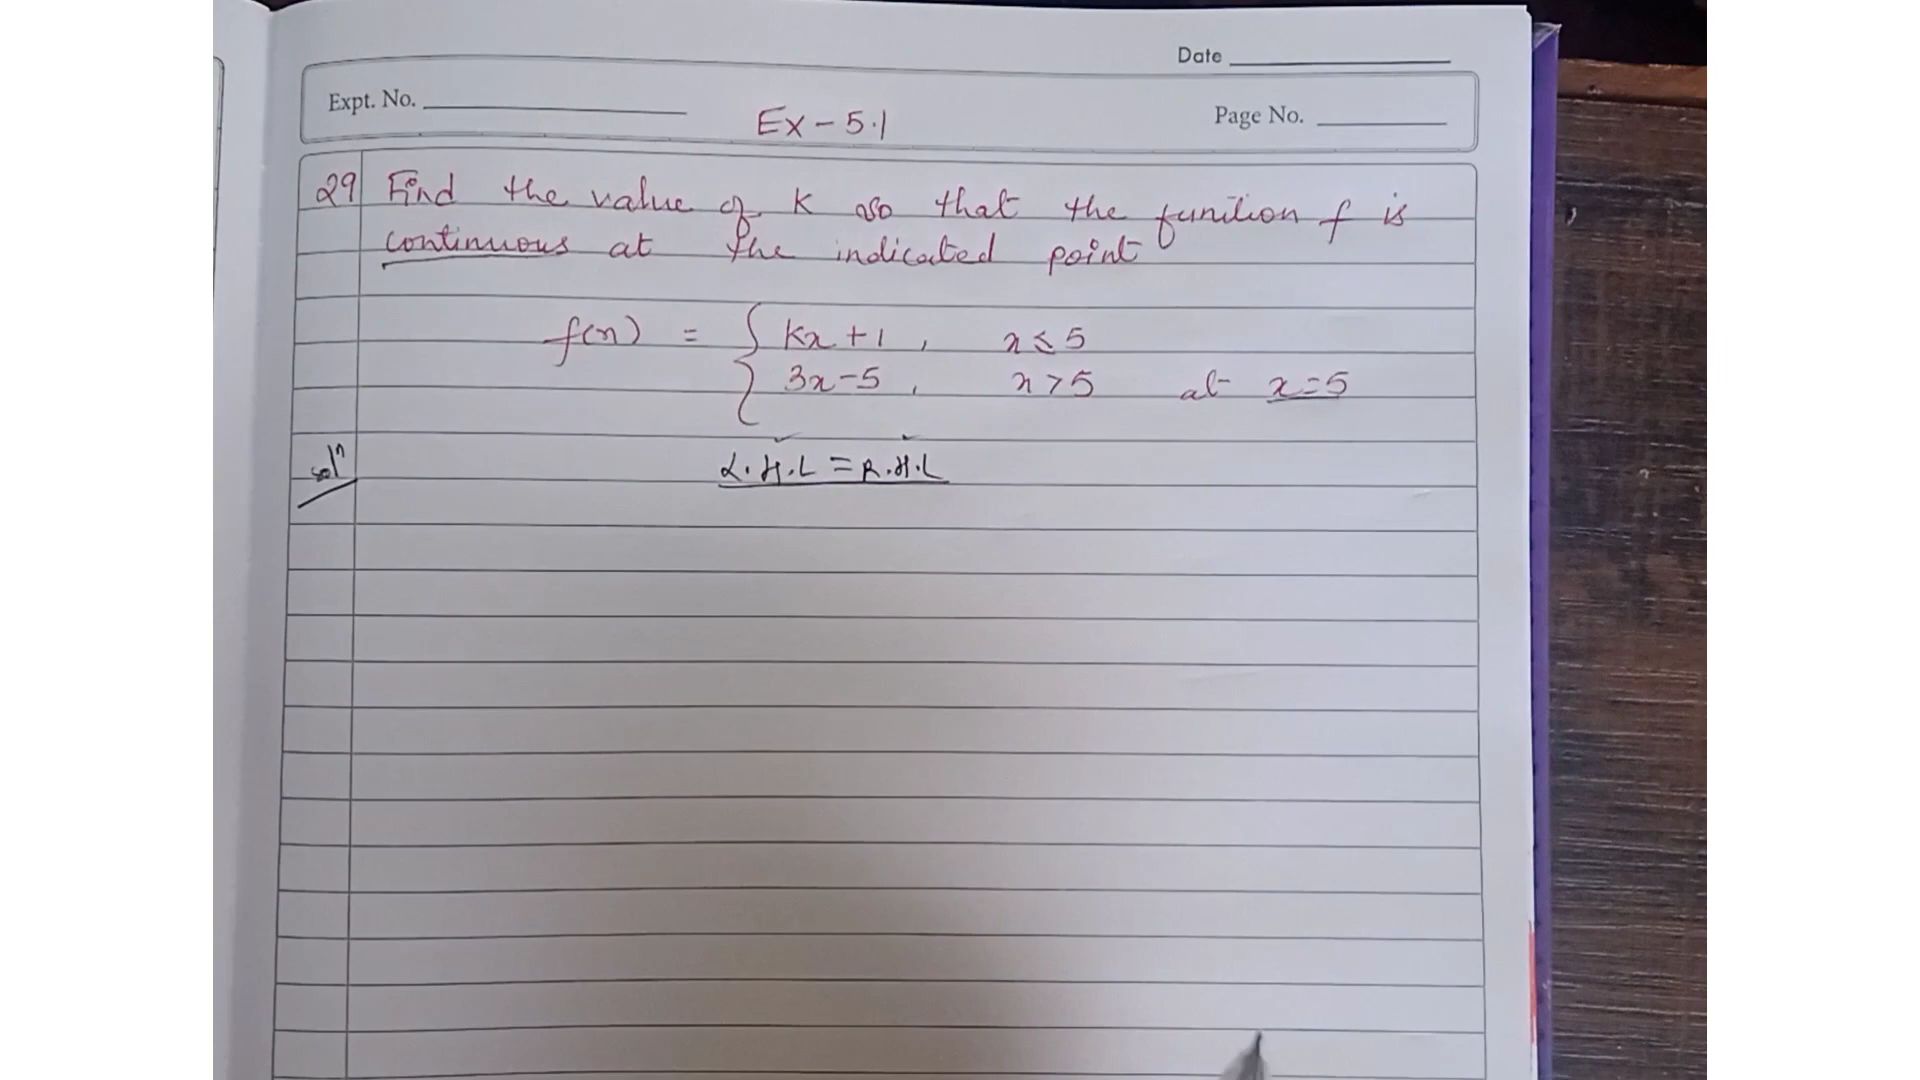 Date
Expt. No.
Page No.
Ex-5.1
29 Find the value of K so that the function f is
continuous at the indicated point
f(x) = { Kx+1, x ≤ 5
3x-5, x > 5 at x=5
solⁿ L.H.L = R.H.L